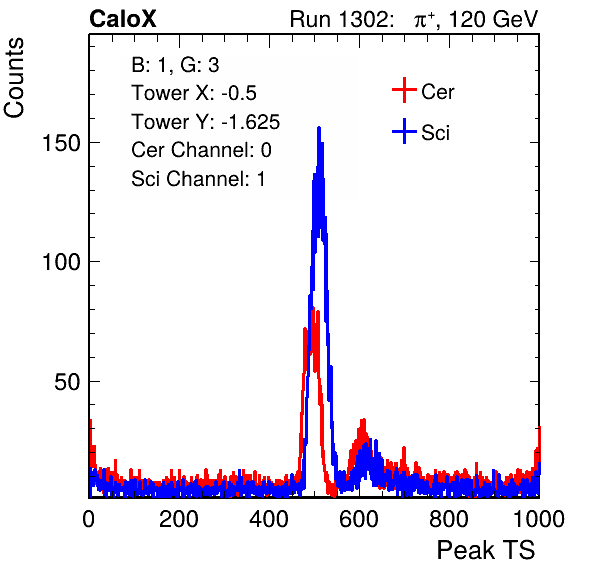 CaloX Run 1302: π⁺, 120 GeV
Counts
B: 1, G: 3
Tower X: -0.5
Tower Y: -1.625
Cer Channel: 0
Sci Channel: 1
Cer
Sci
150
100
50
0 200 400 600 800 1000
Peak TS